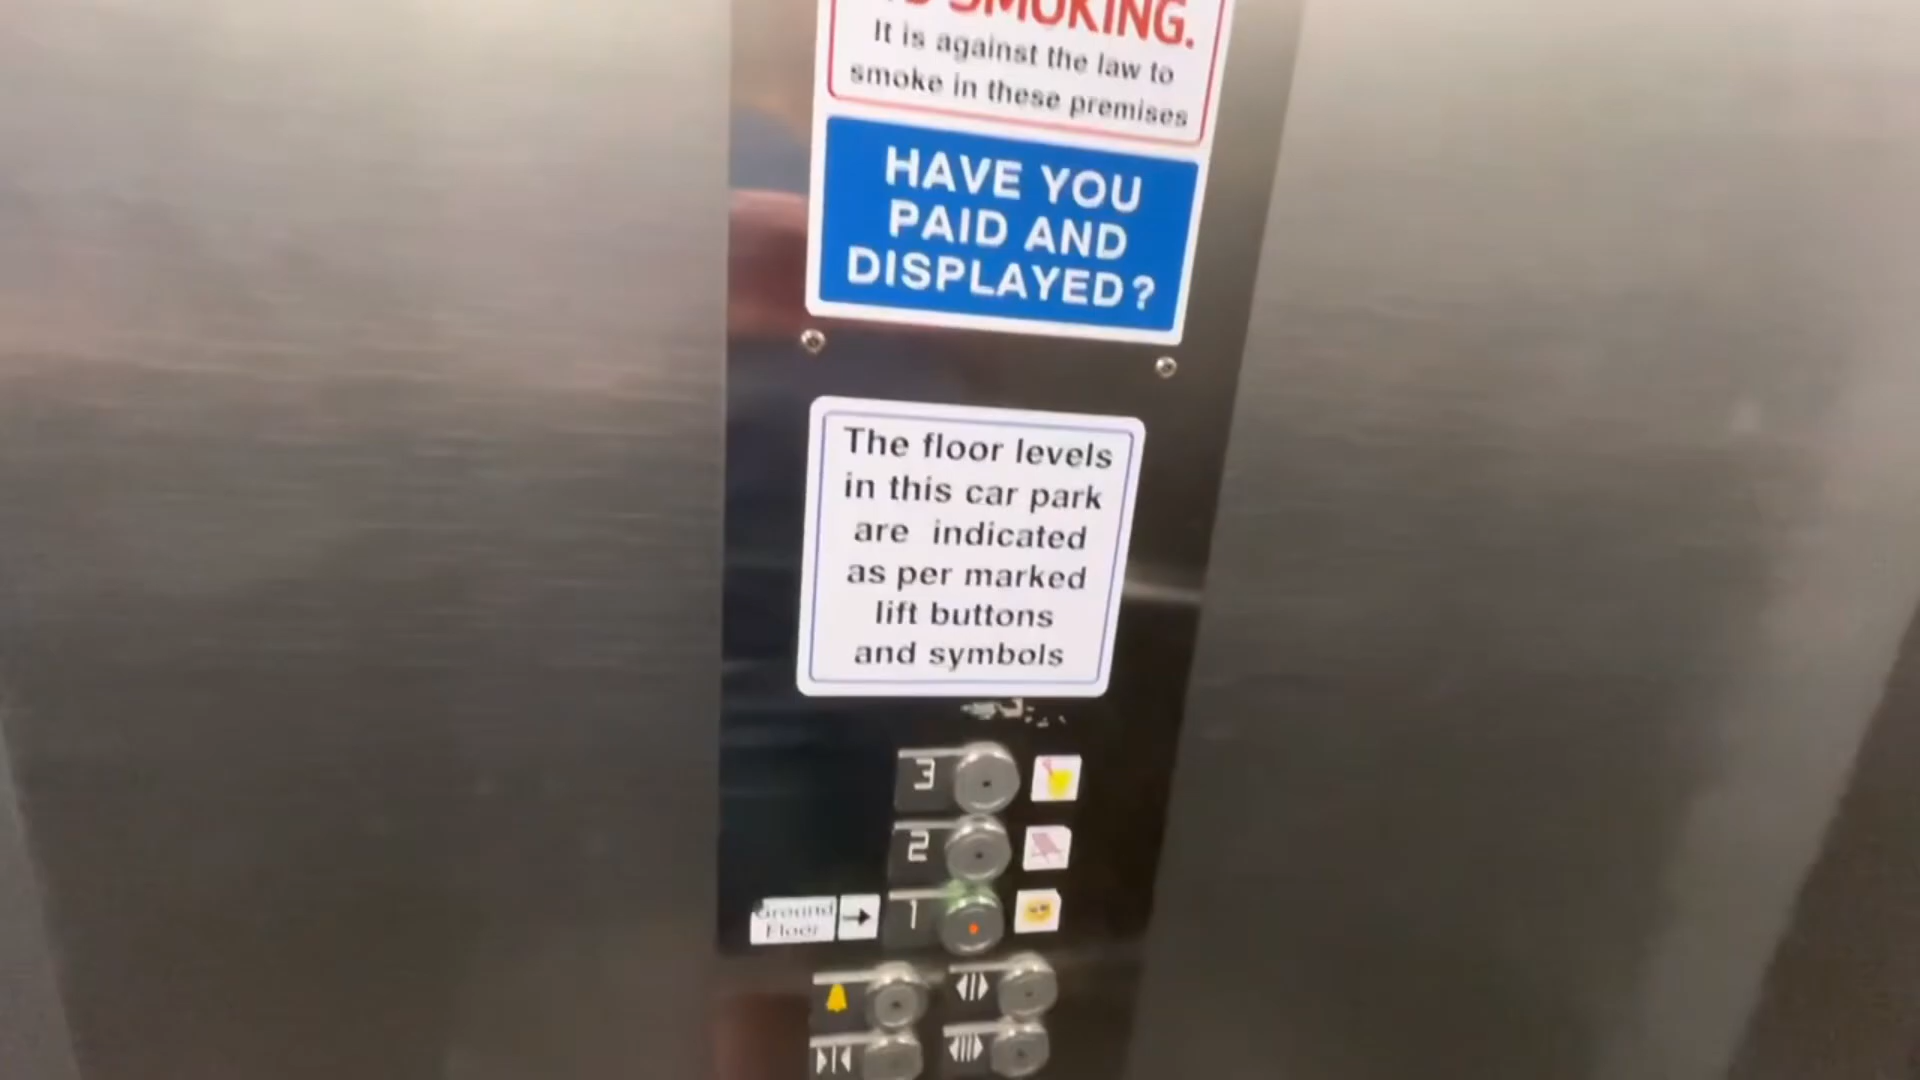 SMOKING.
It is against the law to
smoke in these premises
HAVE YOU
PAID AND
DISPLAYED?
The floor levels
in this car park
are indicated
as per marked
lift buttons
and symbols
3
2
Ground
Floor
1